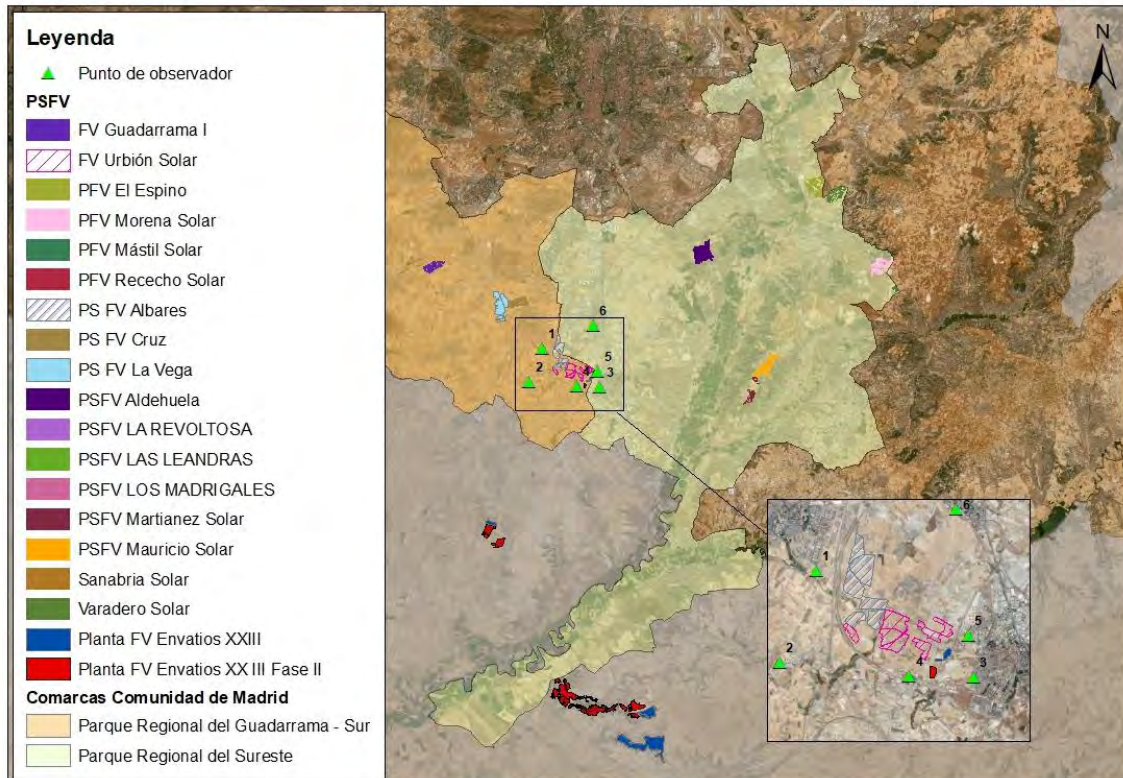 Leyenda
Punto de observador
PSFV
FV Guadarrama I
FV Urbión Solar
PFV El Espino
PFV Morena Solar
PFV Mástil Solar
PFV Rececho Solar
PS FV Albares
PS FV Cruz
PS FV La Vega
PSFV Aldehuela
PSFV LA REVOLTOSA
PSFV LAS LEANDRAS
PSFV LOS MADRIGALES
PSFV Martianez Solar
PSFV Mauricio Solar
Sanabria Solar
Varadero Solar
Planta FV Envatios XXIII
Planta FV Envatios XXIII Fase II
Comarcas Comunidad de Madrid
Parque Regional del Guadarrama - Sur
Parque Regional del Sureste
N
6
1
5
2
4
3
6
1
5
2
4
3